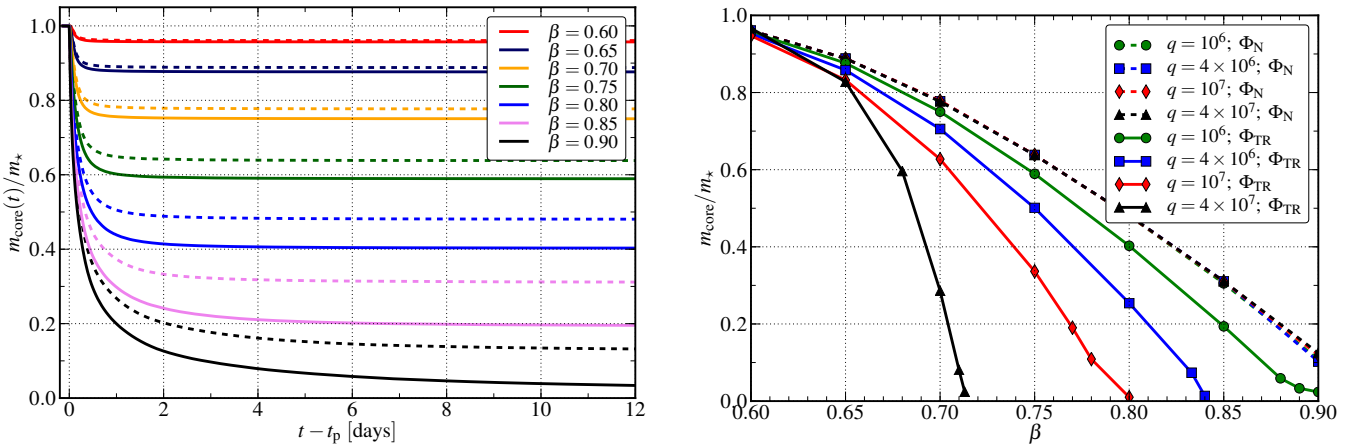 1.0
0.8
0.6
0.4
0.2
0.0
m_core(t)/m_⋆
0 2 4 6 8 10 12
t − t_p [days]
β = 0.60
β = 0.65
β = 0.70
β = 0.75
β = 0.80
β = 0.85
β = 0.90
1.0
0.8
0.6
0.4
0.2
0.0
m_core/m_⋆
0.60 0.65 0.70 0.75 0.80 0.85 0.90
β
q = 10^6; Φ_N
q = 4 × 10^6; Φ_N
q = 10^7; Φ_N
q = 4 × 10^7; Φ_N
q = 10^6; Φ_TR
q = 4 × 10^6; Φ_TR
q = 10^7; Φ_TR
q = 4 × 10^7; Φ_TR